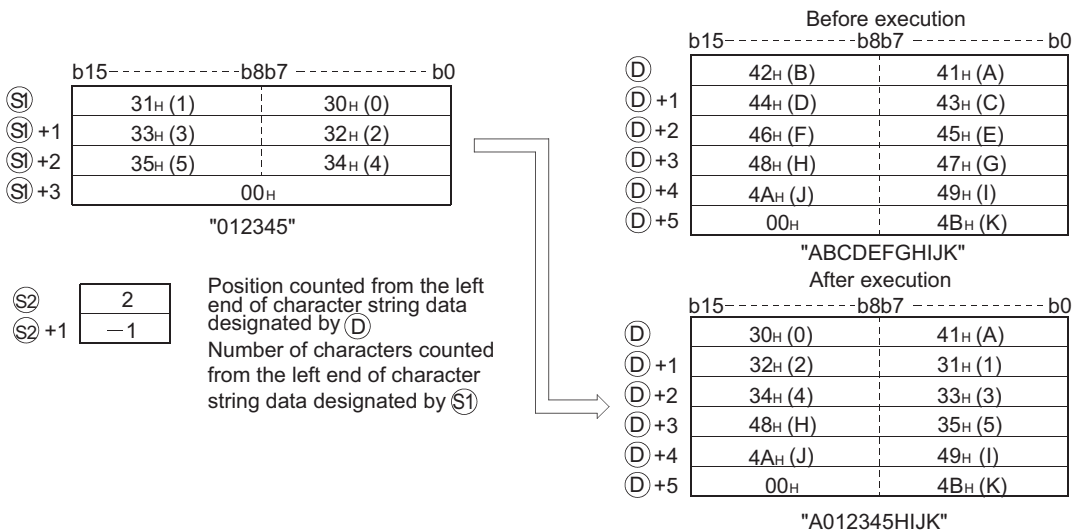 b15------------b8b7 ------------ b0
S1 31H (1) 30H (0)
S1 +1 33H (3) 32H (2)
S1 +2 35H (5) 34H (4)
S1 +3 00H
"012345"
S2 2
S2 +1 －1
Position counted from the left
end of character string data
designated by D
Number of characters counted
from the left end of character
string data designated by S1
Before execution
b15------------b8b7 ------------ b0
D 42H (B) 41H (A)
D +1 44H (D) 43H (C)
D +2 46H (F) 45H (E)
D +3 48H (H) 47H (G)
D +4 4AH (J) 49H (I)
D +5 00H 4BH (K)
"ABCDEFGHIJK"
After execution
b15------------b8b7 ------------ b0
D 30H (0) 41H (A)
D +1 32H (2) 31H (1)
D +2 34H (4) 33H (3)
D +3 48H (H) 35H (5)
D +4 4AH (J) 49H (I)
D +5 00H 4BH (K)
"A012345HIJK"